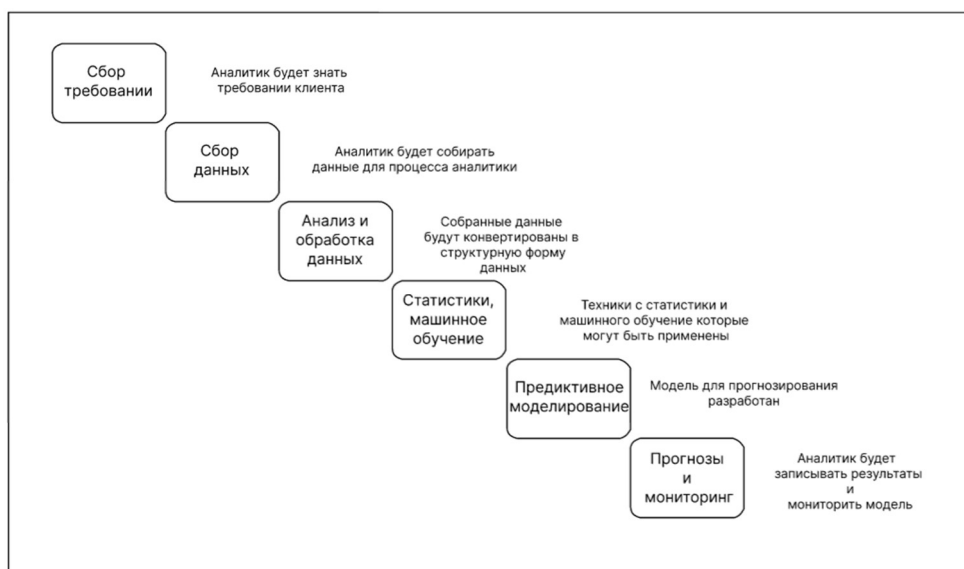 Сбор
требовании
Аналитик будет знать
требовании клиента
Сбор
данных
Аналитик будет собирать
данные для процесса аналитики
Анализ и
обработка
данных
Собранные данные
будут конвертированы в
структурную форму
данных
Статистики,
машинное
обучение
Техники с статистики и
машинного обучение которые
могут быть применены
Предиктивное
моделирование
Модель для прогнозирования
разработан
Прогнозы
и
мониторинг
Аналитик будет
записывать результаты
и
мониторить модель